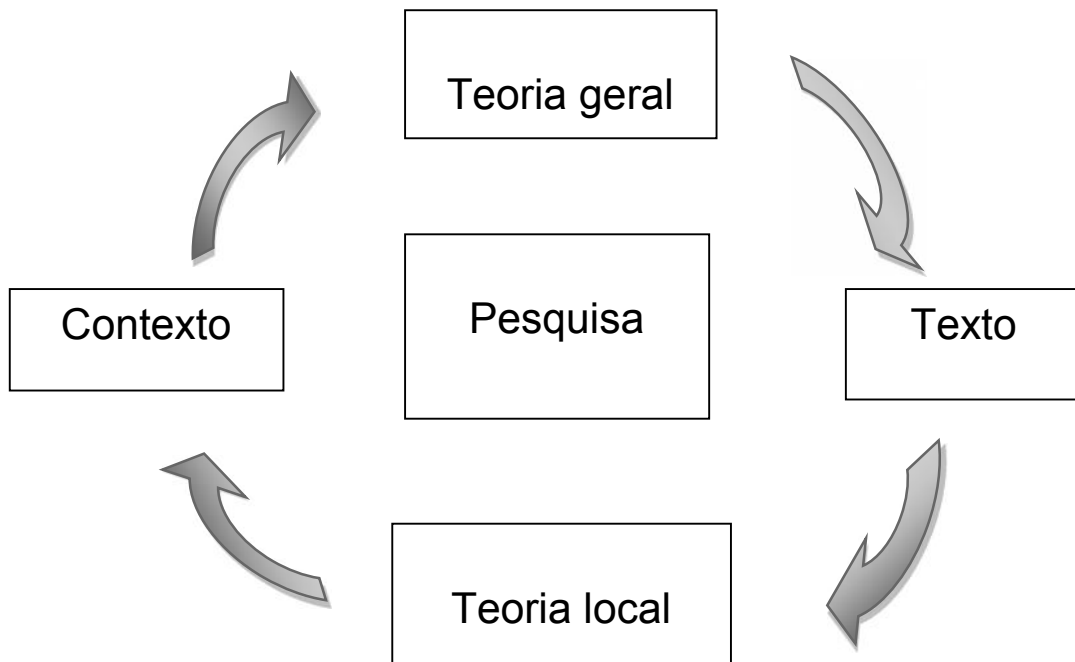 Teoria geral
Contexto
Pesquisa
Texto
Teoria local